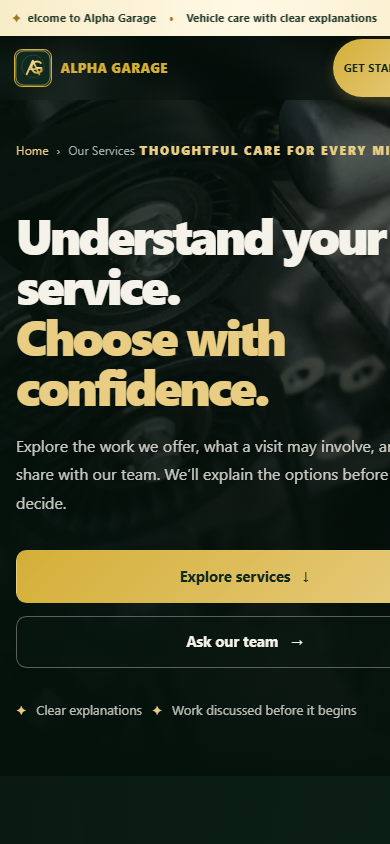 ✦ elcome to Alpha Garage • Vehicle care with clear explanations
AG ALPHA GARAGE GET STA
Home › Our Services THOUGHTFUL CARE FOR EVERY MI
Understand your
service.
Choose with
confidence.
Explore the work we offer, what a visit may involve, a
share with our team. We'll explain the options before
decide.
Explore services ↓
Ask our team →
✦ Clear explanations ✦ Work discussed before it begins